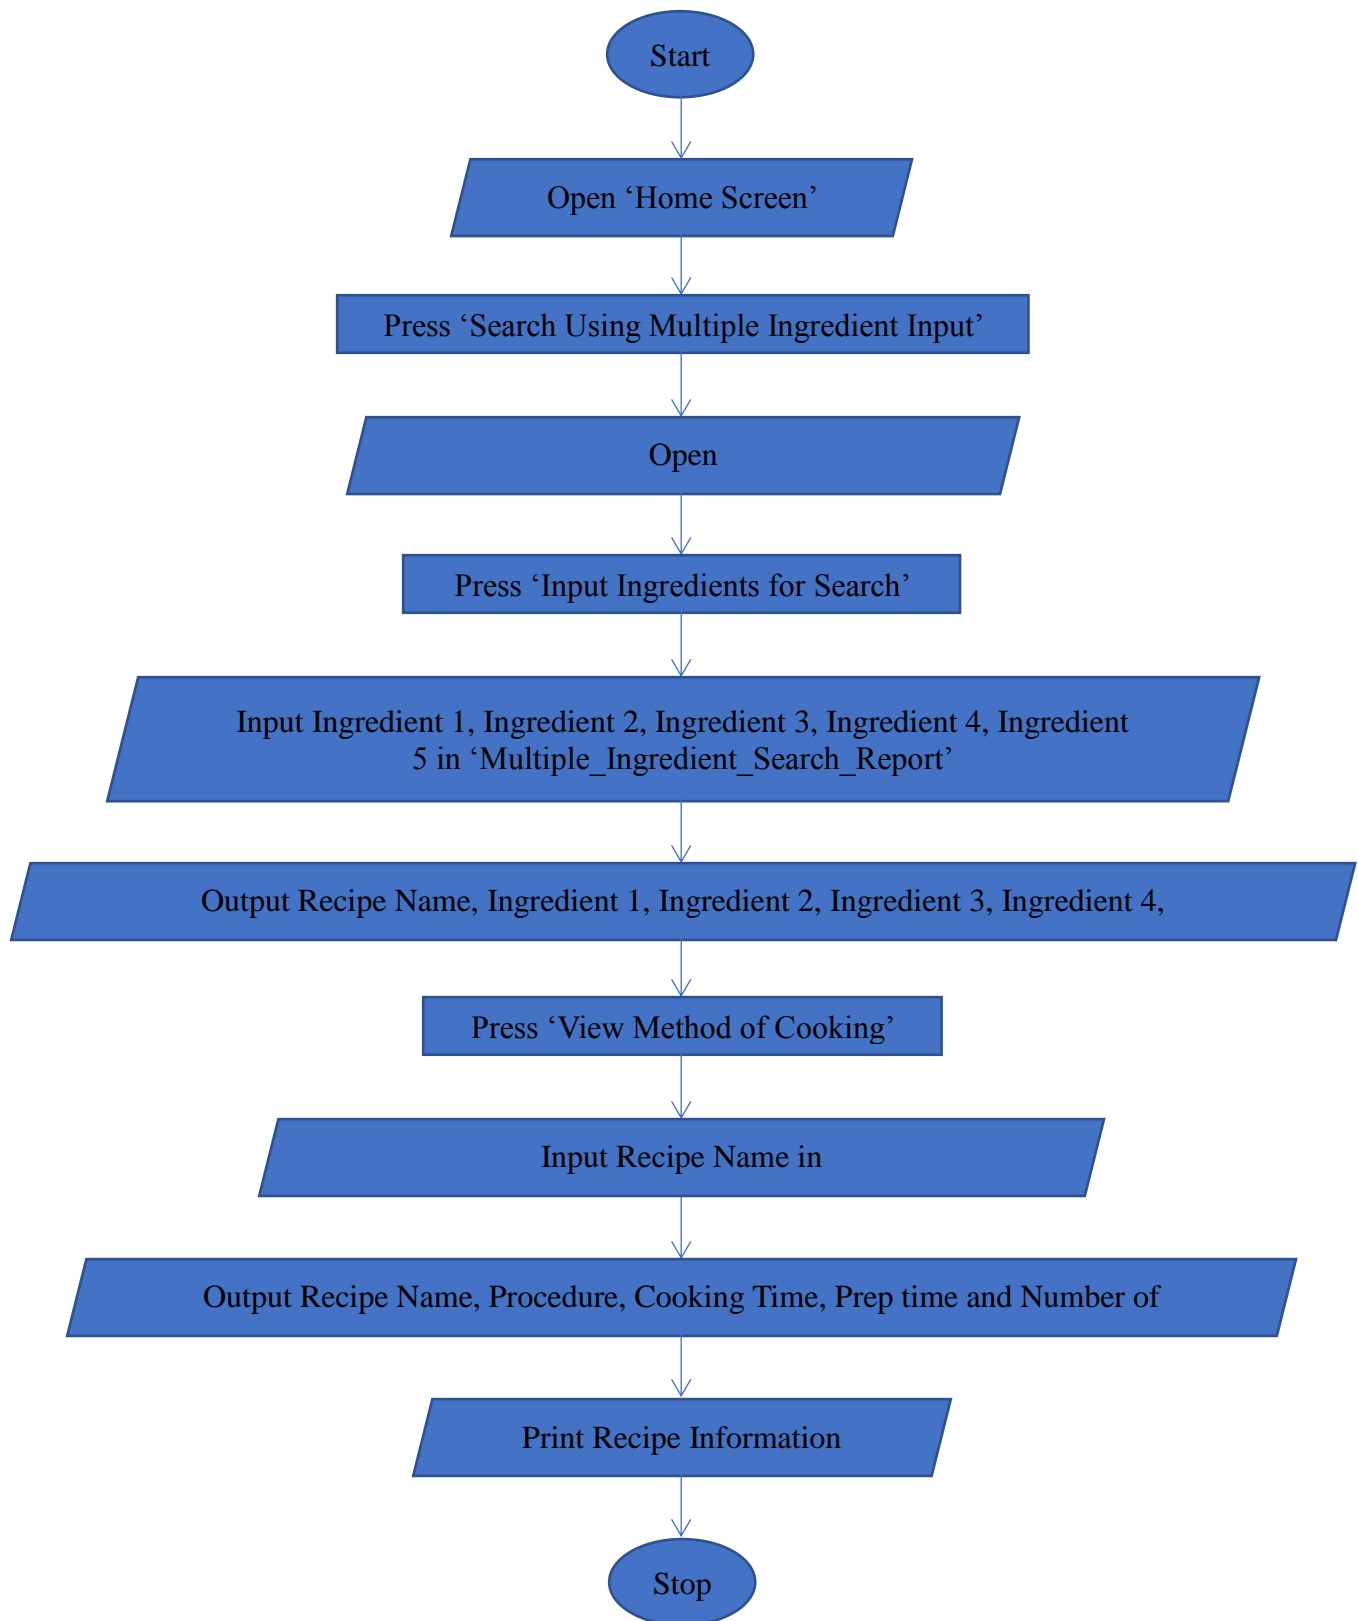 Start
Open ‘Home Screen’
Press ‘Search Using Multiple Ingredient Input’
Open
Press ‘Input Ingredients for Search’
Input Ingredient 1, Ingredient 2, Ingredient 3, Ingredient 4, Ingredient
5 in ‘Multiple_Ingredient_Search_Report’
Output Recipe Name, Ingredient 1, Ingredient 2, Ingredient 3, Ingredient 4,
Press ‘View Method of Cooking’
Input Recipe Name in
Output Recipe Name, Procedure, Cooking Time, Prep time and Number of
Print Recipe Information
Stop